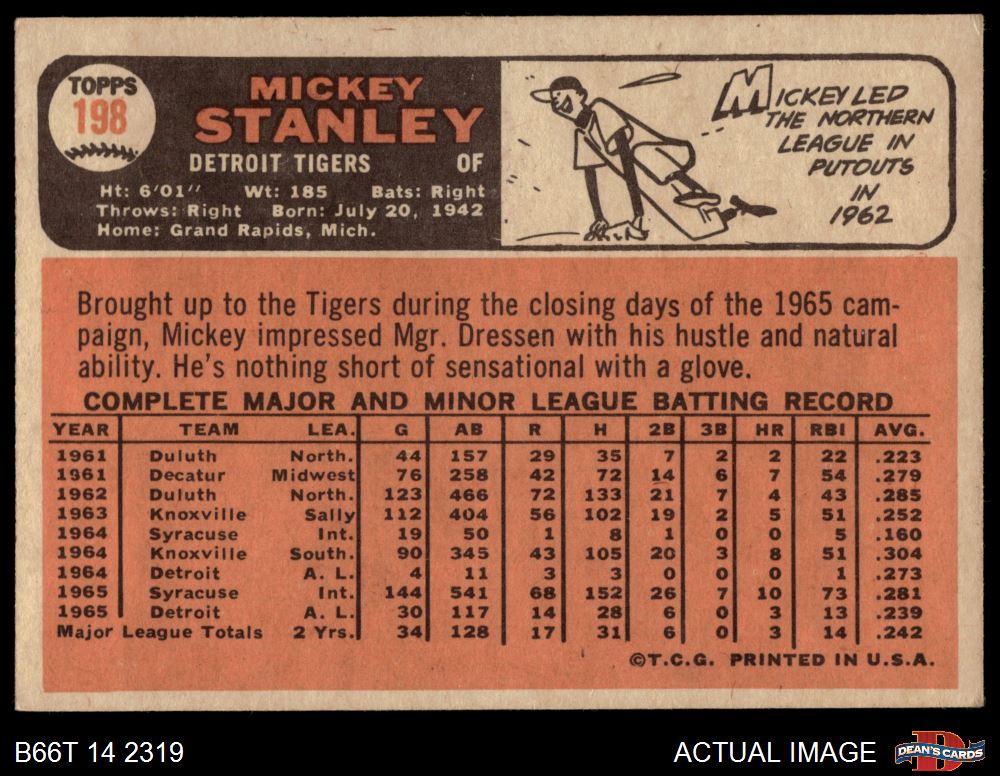 TOPPS
198
MICKEY
STANLEY
DETROIT TIGERS OF
Ht: 6'01" Wt: 185 Bats: Right
Throws: Right Born: July 20, 1942
Home: Grand Rapids, Mich.
MICKEY LED
THE NORTHERN
LEAGUE IN
PUTOUTS
IN
1962
Brought up to the Tigers during the closing days of the 1965 cam-
paign, Mickey impressed Mgr. Dressen with his hustle and natural
ability. He's nothing short of sensational with a glove.
COMPLETE MAJOR AND MINOR LEAGUE BATTING RECORD
YEAR TEAM LEA. G AB R H 2B 3B HR RBI AVG.
1961 Duluth North. 44 157 29 35 7 2 2 22 .223
1961 Decatur Midwest 76 258 42 72 14 6 7 54 .279
1962 Duluth North. 123 466 72 133 21 7 4 43 .285
1963 Knoxville Sally 112 404 56 102 19 2 5 51 .252
1964 Syracuse Int. 19 50 1 8 1 0 0 5 .160
1964 Knoxville South. 90 345 43 105 20 3 8 51 .304
1964 Detroit A. L. 4 11 3 3 0 0 0 1 .273
1965 Syracuse Int. 144 541 68 152 26 7 10 73 .281
1965 Detroit A. L. 30 117 14 28 6 0 3 13 .239
Major League Totals 2 Yrs. 34 128 17 31 6 0 3 14 .242
©T.C.G. PRINTED IN U.S.A.
B66T 14 2319 ACTUAL IMAGE DEAN'S CARDS